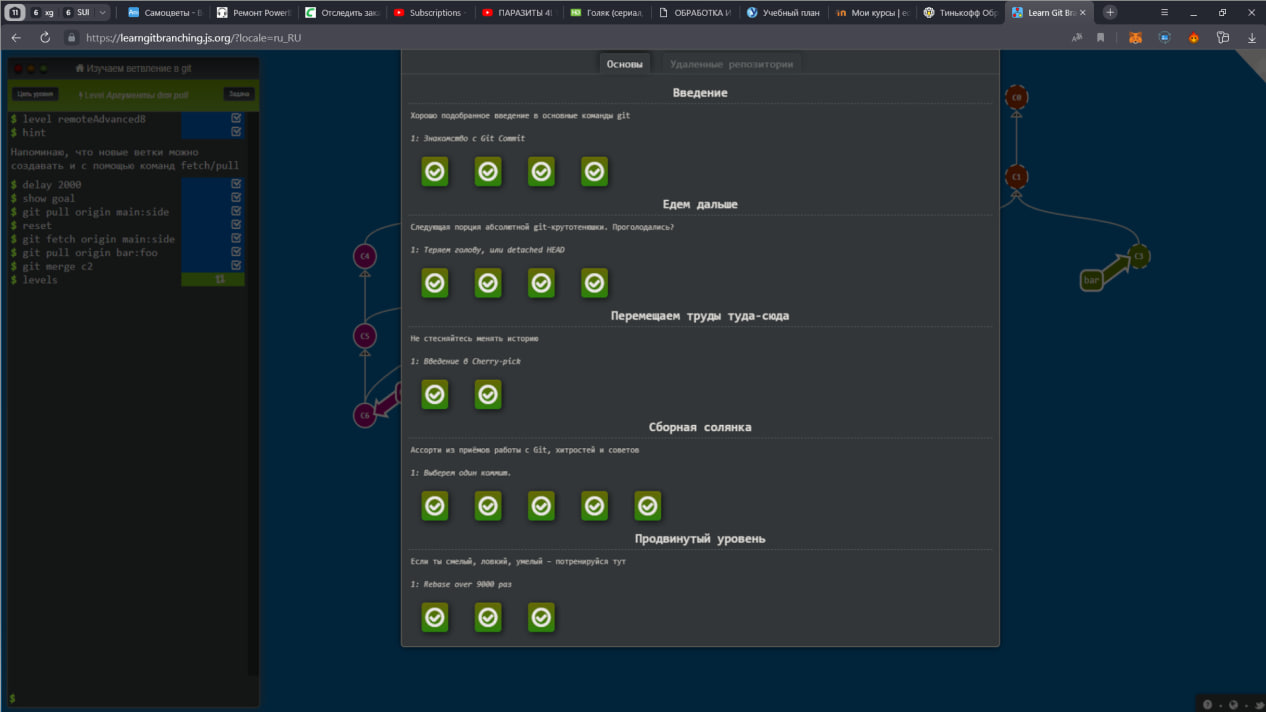 11 6 xg 6 SUI Самоцветы - В Ремонт PowerB Отследить зака Subscriptions - ПАРАЗИТЫ 4 Голяк (сериал, ОБРАБОТКА И Учебный план Мои курсы | ес Тинькофф Обр Learn Git Bra
https://learngitbranching.js.org/?locale=ru_RU
Изучаем ветвление в git
Цель уровня Level Аргументы для pull Задача
$ level remoteAdvanced8
$ hint
Напоминаю, что новые ветки можно
создавать и с помощью команд fetch/pull
$ delay 2000
$ show goal
$ git pull origin main:side
$ reset
$ git fetch origin main:side
$ git pull origin bar:foo
$ git merge c2
$ levels
$
C4
C5
C6
Основы Удаленные репозитории
Введение
Хорошо подобранное введение в основные команды git
1: Знакомство с Git Commit
Едем дальше
Следующая порция абсолютной git-крутотенюшки. Проголодались?
1: Теряем голову, или detached HEAD
Перемещаем труды туда-сюда
Не стесняйтесь менять историю
1: Введение в Cherry-pick
Сборная солянка
Ассорти из приёмов работы с Git, хитростей и советов
1: Выберем один коммит.
Продвинутый уровень
Если ты смелый, ловкий, умелый – потренируйся тут
1: Rebase over 9000 раз
C0
C1
C3
bar